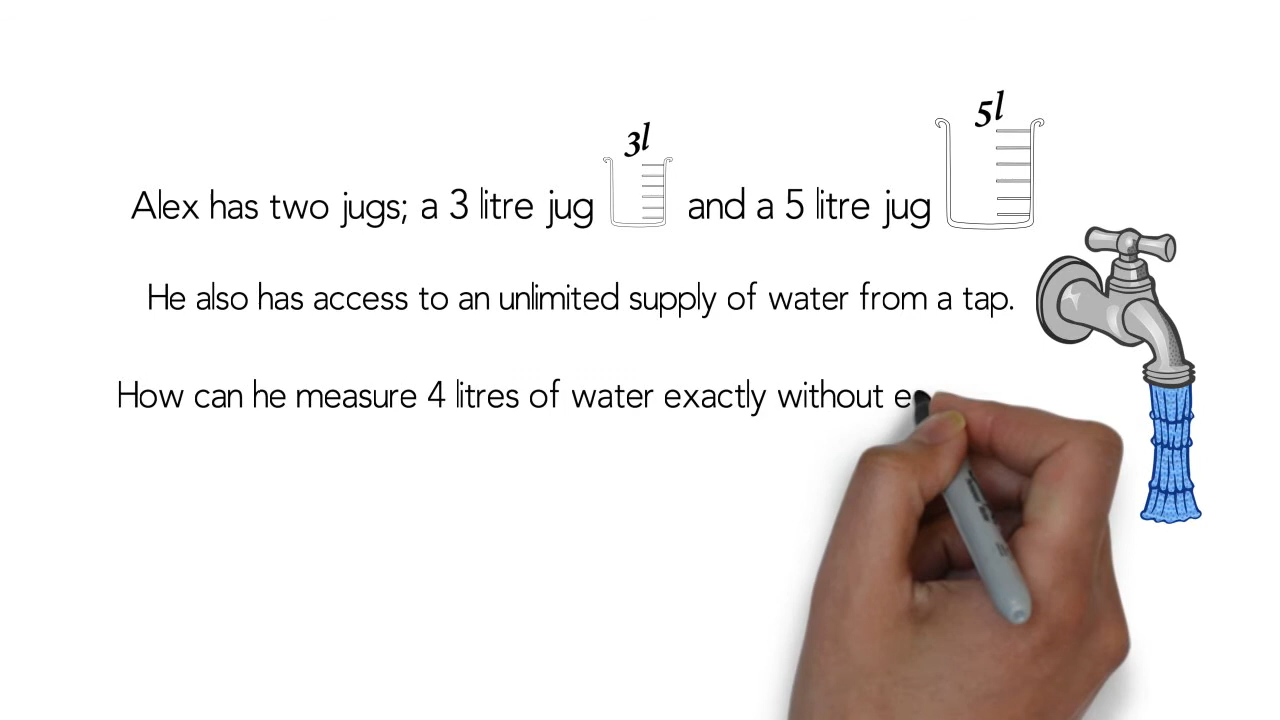 3l
5l
Alex has two jugs; a 3 litre jug and a 5 litre jug
He also has access to an unlimited supply of water from a tap.
How can he measure 4 litres of water exactly without e